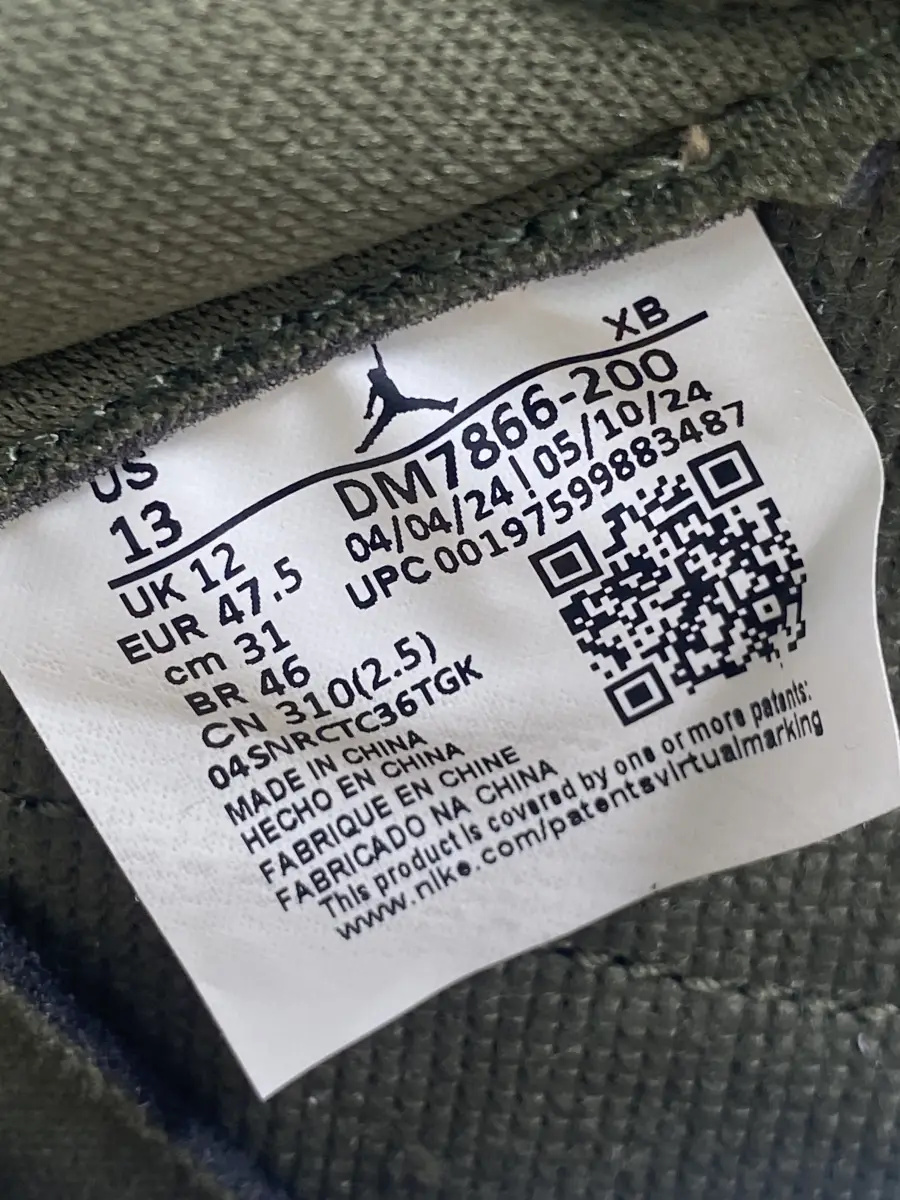 XB
US
13
DM7866-200
04/04/24 | 05/10/24
UPC 00197599883487
UK 12
EUR 47.5
cm 31
BR 46
CN 310(2.5)
04SNRCTC36TGK
MADE IN CHINA
HECHO EN CHINA
FABRIQUE EN CHINE
FABRICADO NA CHINA
This product is covered by one or more patents:
www.nike.com/patentsvirtualmarking